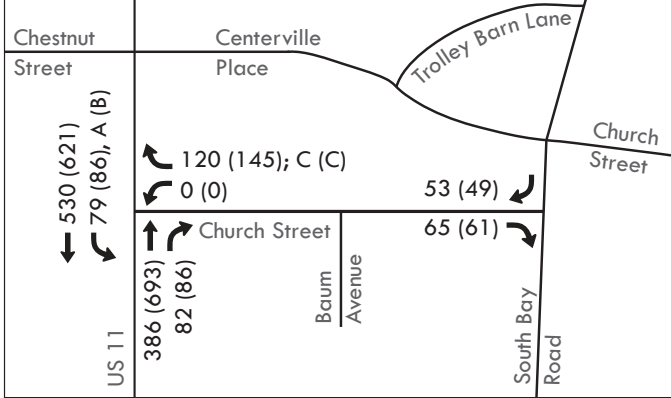 Chestnut
Street
Centerville
Place
Trolley Barn Lane
Church
Street
530 (621)
79 (86), A (B)
120 (145); C (C)
0 (0)
53 (49)
65 (61)
Church Street
386 (693)
82 (86)
Baum
Avenue
US 11
South Bay
Road